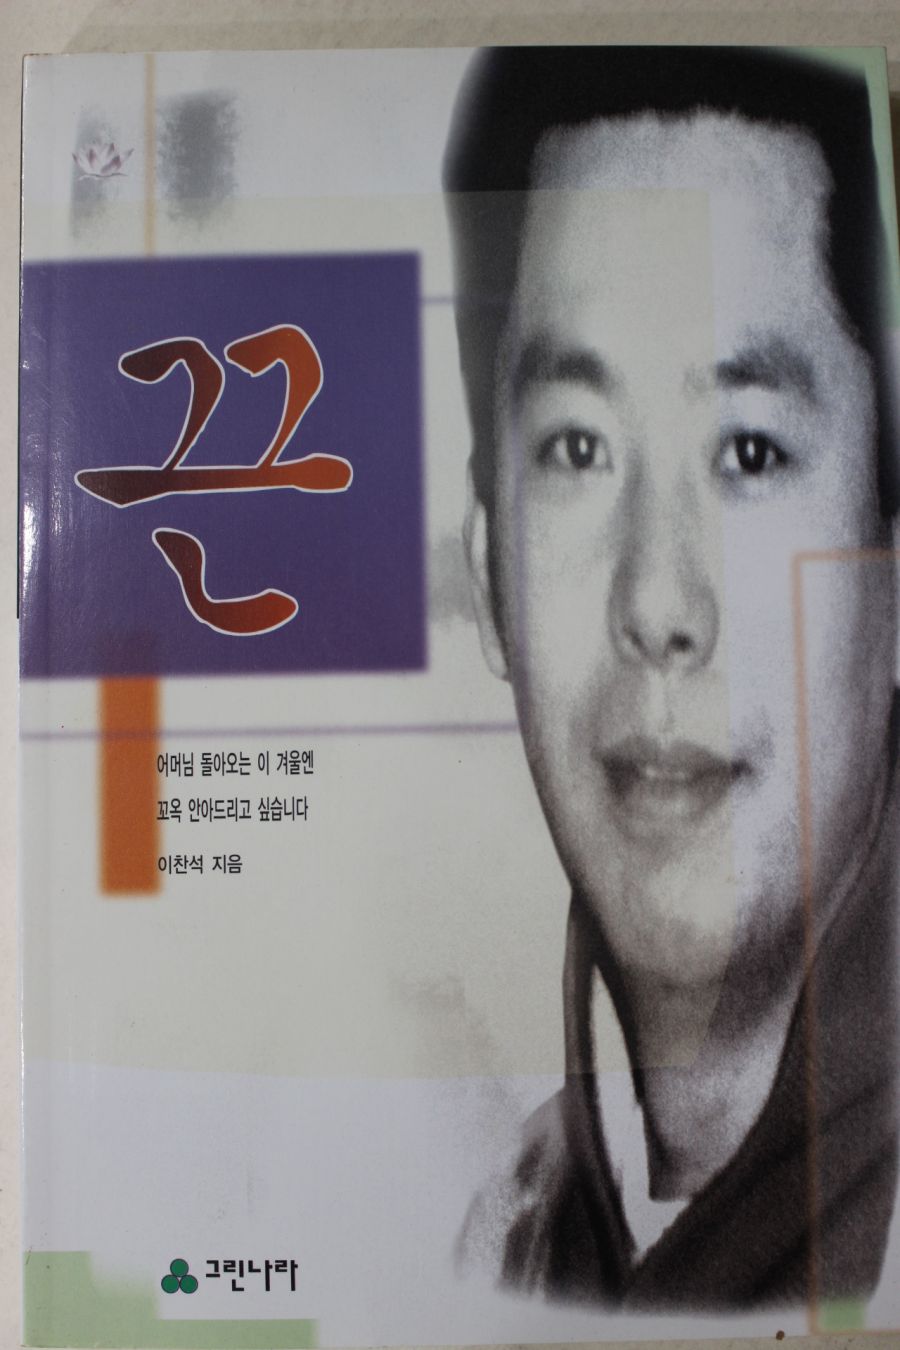 끈
어머님 돌아오는 이 겨울엔
꼬옥 안아드리고 싶습니다
이찬석 지음
그린나라